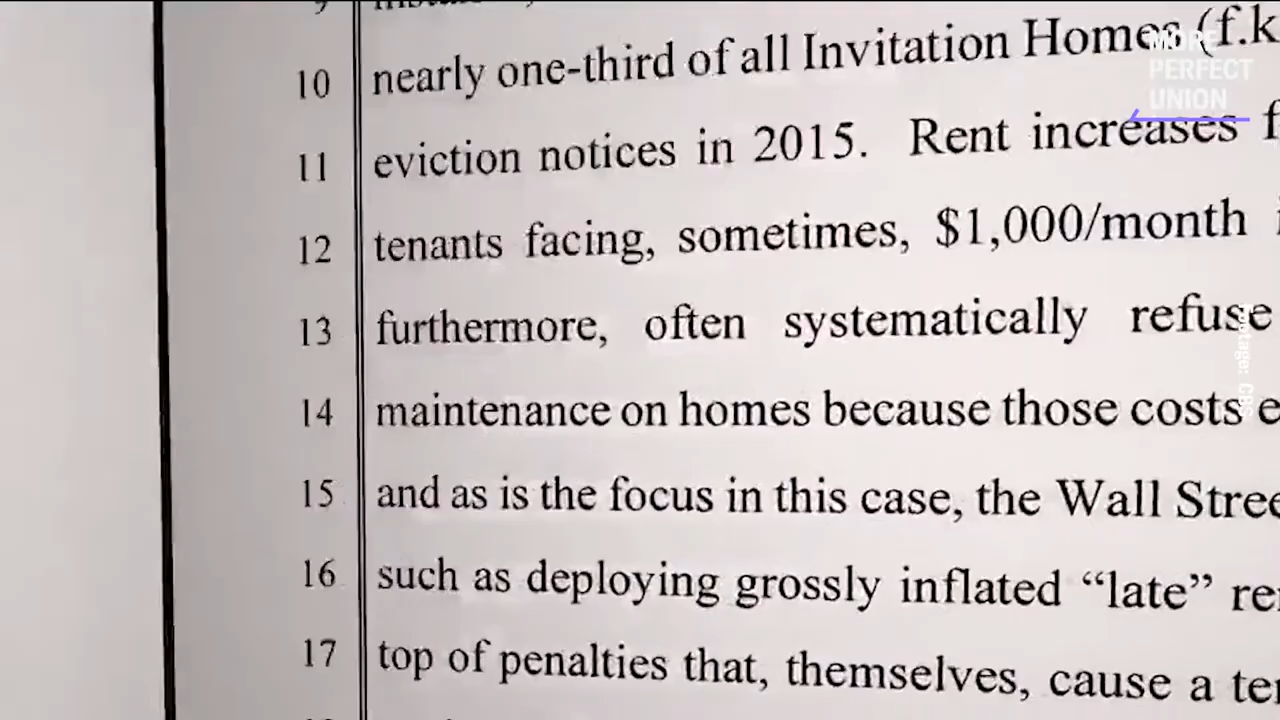 10 nearly one-third of all Invitation Homes (f.k
11 eviction notices in 2015. Rent increases f
12 tenants facing, sometimes, $1,000/month
13 furthermore, often systematically refuse
14 maintenance on homes because those costs e
15 and as is the focus in this case, the Wall Stree
16 such as deploying grossly inflated “late” re
17 top of penalties that, themselves, cause a te
MORE
PERFECT
UNION